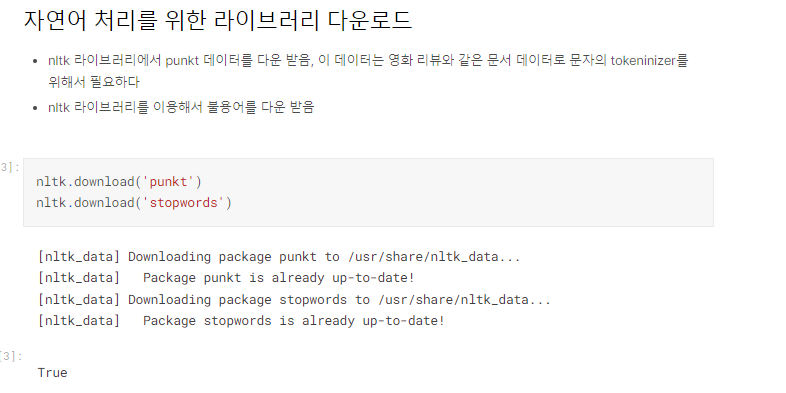 자연어 처리를 위한 라이브러리 다운로드
• nltk 라이브러리에서 punkt 데이터를 다운 받음, 이 데이터는 영화 리뷰와 같은 문서 데이터로 문자의 tokeninizer를
위해서 필요하다
• nltk 라이브러리를 이용해서 불용어를 다운 받음
3]:
nltk.download('punkt')
nltk.download('stopwords')
[nltk_data] Downloading package punkt to /usr/share/nltk_data...
[nltk_data]   Package punkt is already up-to-date!
[nltk_data] Downloading package stopwords to /usr/share/nltk_data...
[nltk_data]   Package stopwords is already up-to-date!
[3]:
True